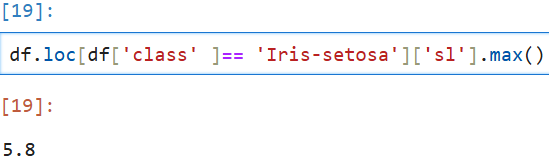 [19]:
df.loc[df['class' ]== 'Iris-setosa']['sl'].max()
[19]:
5.8